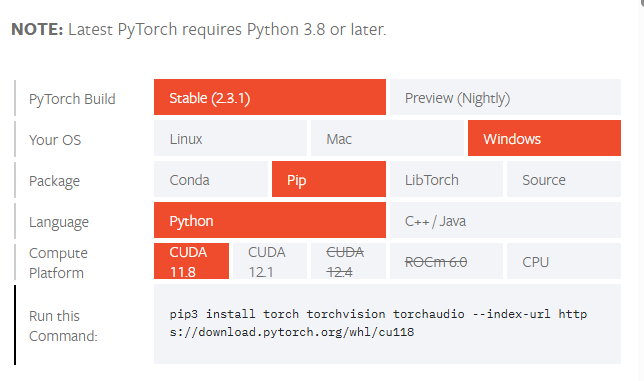 NOTE: Latest PyTorch requires Python 3.8 or later.
PyTorch Build
Stable (2.3.1)
Preview (Nightly)
Your OS
Linux
Mac
Windows
Package
Conda
Pip
LibTorch
Source
Language
Python
C++ / Java
Compute
Platform
CUDA
11.8
CUDA
12.1
CUDA
12.4
ROCm 6.0
CPU
Run this
Command:
pip3 install torch torchvision torchaudio --index-url http
s://download.pytorch.org/whl/cu118